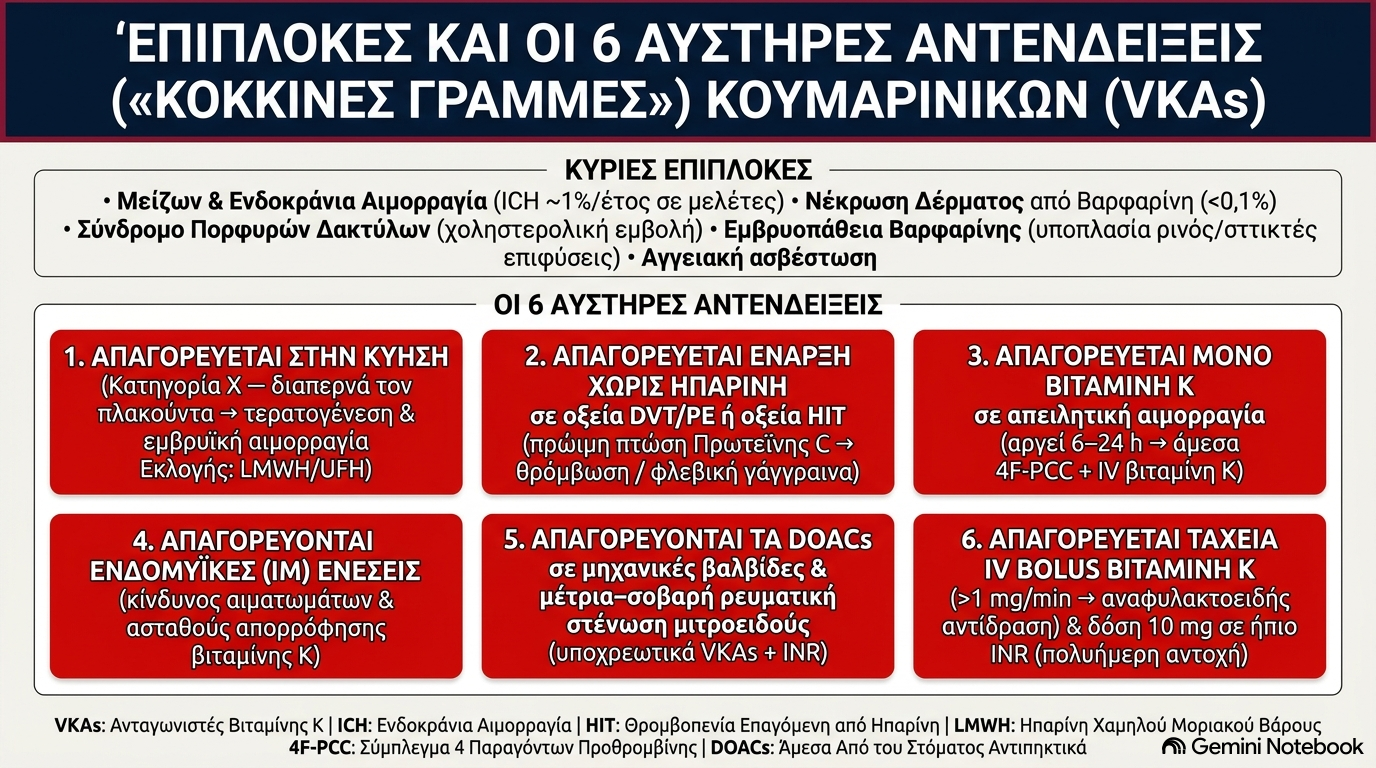 ‘ΕΠΙΠΛΟΚΕΣ ΚΑΙ ΟΙ 6 ΑΥΣΤΗΡΕΣ ΑΝΤΕΝΔΕΙΞΕΙΣ
(«ΚΟΚΚΙΝΕΣ ΓΡΑΜΜΕΣ») ΚΟΥΜΑΡΙΝΙΚΩΝ (VKAs)
ΚΥΡΙΕΣ ΕΠΙΠΛΟΚΕΣ
• Μείζων & Ενδοκράνια Αιμορραγία (ICH ~1%/έτος σε μελέτες) • Νέκρωση Δέρματος από Βαρφαρίνη (<0,1%)
• Σύνδρομο Πορφυρών Δακτύλων (χοληστερολική εμβολή) • Εμβρυοπάθεια Βαρφαρίνης (υποπλασία ρινός/σττικτές
επιφύσεις) • Αγγειακή ασβέστωση
ΟΙ 6 ΑΥΣΤΗΡΕΣ ΑΝΤΕΝΔΕΙΞΕΙΣ
1. ΑΠΑΓΟΡΕΥΕΤΑΙ ΣΤΗΝ ΚΥΗΣΗ
(Κατηγορία X — διαπερνά τον
πλακούντα → τερατογένεση &
εμβρυϊκή αιμορραγία
Εκλογής: LMWH/UFH)
2. ΑΠΑΓΟΡΕΥΕΤΑΙ ΕΝΑΡΞΗ
ΧΩΡΙΣ ΗΠΑΡΙΝΗ
σε οξεία DVT/PE ή οξεία HIT
(πρώιμη πτώση Πρωτεΐνης C →
θρόμβωση / φλεβική γάγγραινα)
3. ΑΠΑΓΟΡΕΥΕΤΑΙ ΜΟΝΟ
ΒΙΤΑΜΙΝΗ Κ
σε απειλητική αιμορραγία
(αργεί 6–24 h → άμεσα
4F-PCC + IV βιταμίνη Κ)
4. ΑΠΑΓΟΡΕΥΟΝΤΑΙ
ΕΝΔΟΜΥΪΚΕΣ (IM) ΕΝΕΣΕΙΣ
(κίνδυνος αιματωμάτων &
ασταθούς απορρόφησης
βιταμίνης Κ)
5. ΑΠΑΓΟΡΕΥΟΝΤΑΙ ΤΑ DOACs
σε μηχανικές βαλβίδες &
μέτρια–σοβαρή ρευματική
στένωση μιτροειδούς
(υποχρεωτικά VKAs + INR)
6. ΑΠΑΓΟΡΕΥΕΤΑΙ ΤΑΧΕΙΑ
IV BOLUS ΒΙΤΑΜΙΝΗ Κ
(>1 mg/min → αναφυλακτοειδής
αντίδραση) & δόση 10 mg σε ήπιο
INR (πολυήμερη αντοχή)
VKAs: Ανταγωνιστές Βιταμίνης Κ | ICH: Ενδοκράνια Αιμορραγία | HIT: Θρομβοπενία Επαγόμενη από Ηπαρίνη | LMWH: Ηπαρίνη Χαμηλού Μοριακού Βάρους
4F-PCC: Σύμπλεγμα 4 Παραγόντων Προθρομβίνης | DOACs: Άμεσα Από του Στόματος Αντιπηκτικά
Gemini Notebook